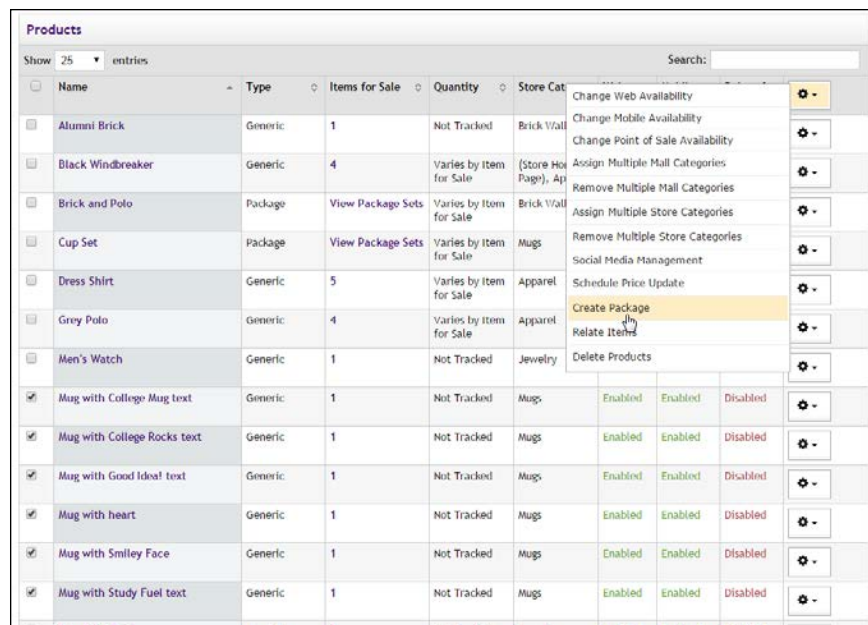 Products
Show 25 entries Search:
Name Type Items for Sale Quantity Store Cat
Change Web Availability
Change Mobile Availability
Change Point of Sale Availability
Assign Multiple Mall Categories
Remove Multiple Mall Categories
Assign Multiple Store Categories
Remove Multiple Store Categories
Social Media Management
Schedule Price Update
Create Package
Relate Items
Delete Products
Alumni Brick Generic 1 Not Tracked Brick Wall
Black Windbreaker Generic 4 Varies by Item (Store Ho
for Sale Page), Ap
Brick and Polo Package View Package Sets Varies by Item Brick Wall
for Sale
Cup Set Package View Package Sets Varies by Item Mugs
for Sale
Dress Shirt Generic 5 Varies by Item Apparel
for Sale
Grey Polo Generic 4 Varies by Item Apparel
for Sale
Men's Watch Generic 1 Not Tracked Jewelry
Mug with College Mug text Generic 1 Not Tracked Mugs Enabled Enabled Disabled
Mug with College Rocks text Generic 1 Not Tracked Mugs Enabled Enabled Disabled
Mug with Good Idea! text Generic 1 Not Tracked Mugs Enabled Enabled Disabled
Mug with heart Generic 1 Not Tracked Mugs Enabled Enabled Disabled
Mug with Smiley Face Generic 1 Not Tracked Mugs Enabled Enabled Disabled
Mug with Study Fuel text Generic 1 Not Tracked Mugs Enabled Enabled Disabled